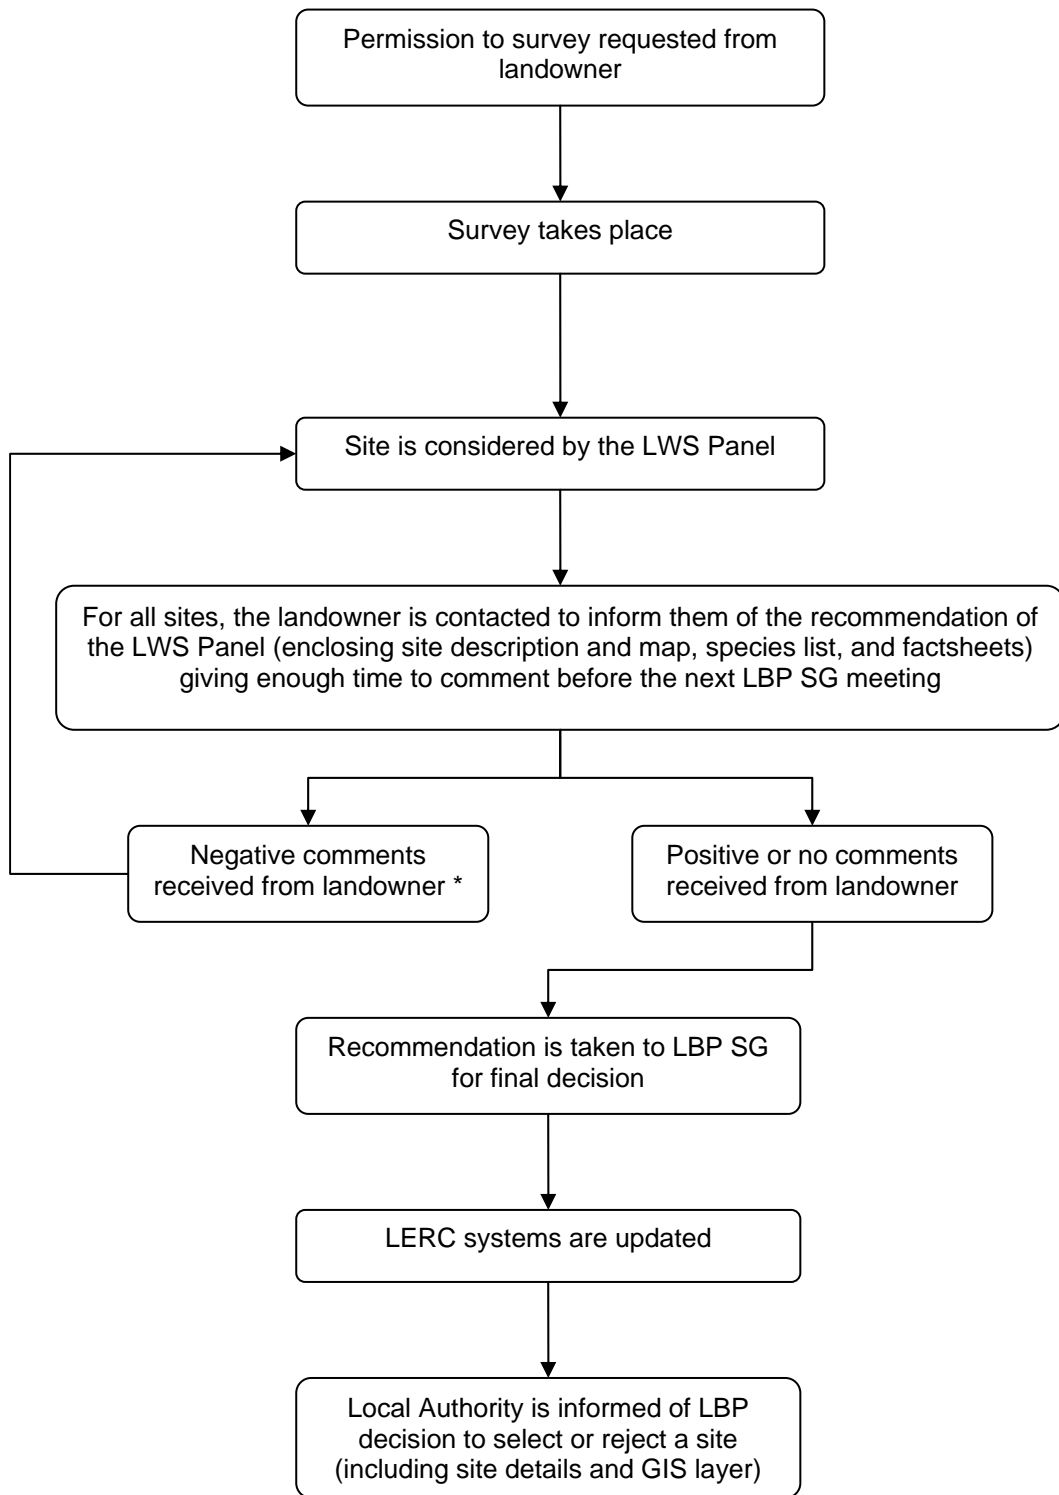 Permission to survey requested from
landowner
Survey takes place
Site is considered by the LWS Panel
For all sites, the landowner is contacted to inform them of the recommendation of
the LWS Panel (enclosing site description and map, species list, and factsheets)
giving enough time to comment before the next LBP SG meeting
Negative comments
received from landowner *
Positive or no comments
received from landowner
Recommendation is taken to LBP SG
for final decision
LERC systems are updated
Local Authority is informed of LBP
decision to select or reject a site
(including site details and GIS layer)